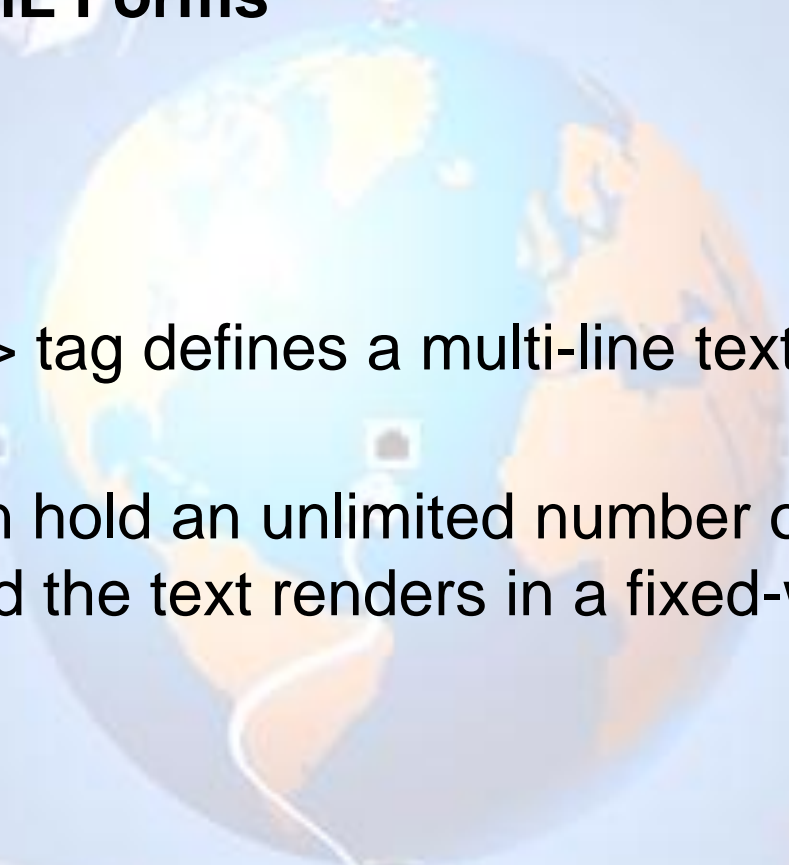 Forms
> tag defines a multi-line text
hold an unlimited number
the text renders in a fixed-